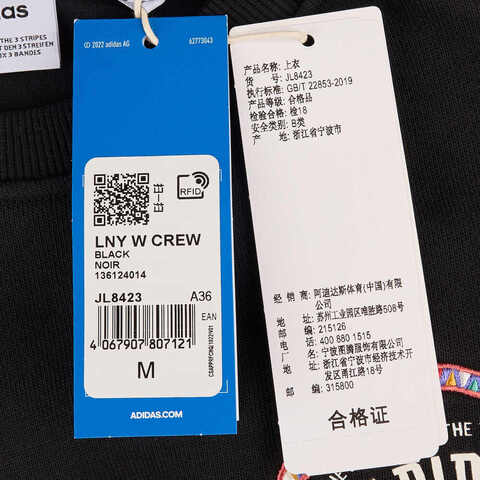 das
THE 3 STRIPES
T DEN 3 STREIFEN
X 3 BANDES
© 2022 adidas AG 62773043
RFID
LNY W CREW
BLACK
NOIR
136124014
JL8423 A36
EAN
4 067907 807121
M
ADIDAS.COM
产品名称: 上衣
货 号: JL8423
执行标准: GB/T 22853-2019
产品等级: 合格品
检验合格: 检18
安全类别: B类
产 地: 浙江省宁波市
经 销 商: 阿迪达斯体育(中国)有限
公司
地 址: 苏州工业园区唯胜路508号
邮 编: 215126
电 话: 400 880 1515
厂 名: 宁波图腾服饰有限公司
厂 址: 浙江省宁波市经济技术开
发区甬江路18号
邮 编: 315800
合格证
THE